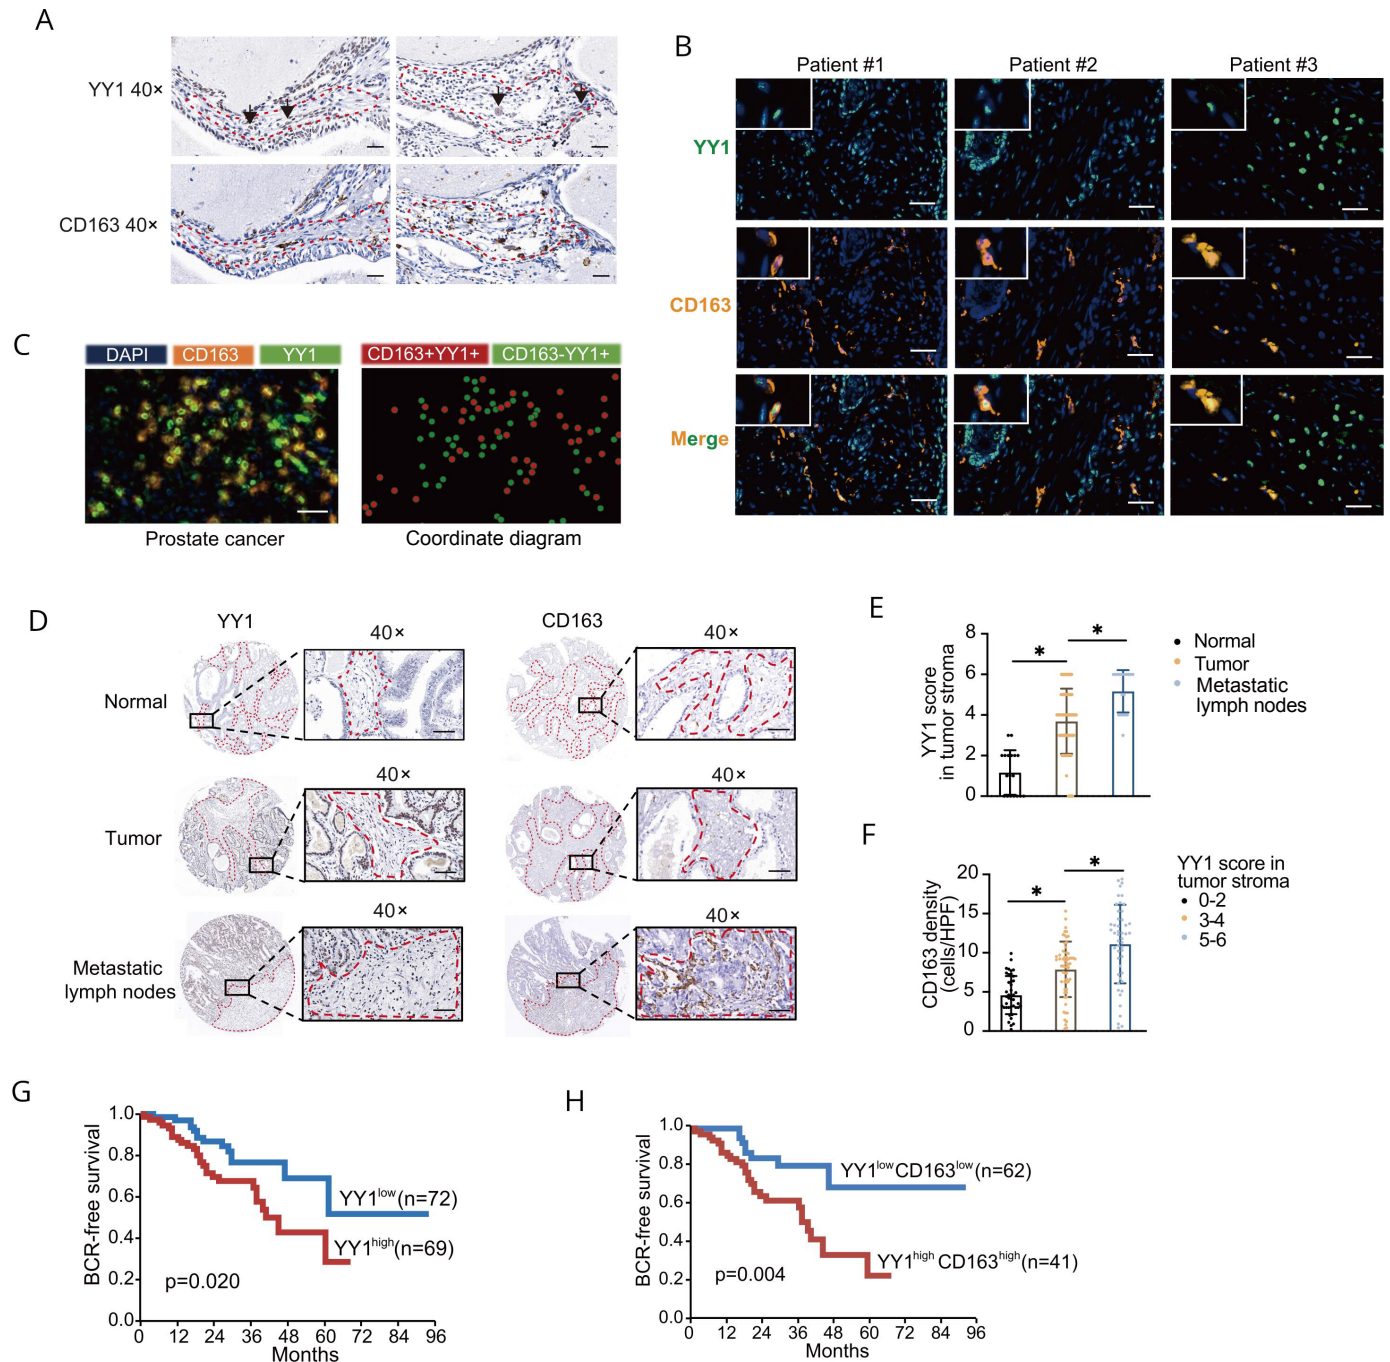 A
YY1 40×
CD163 40×
B
Patient #1
Patient #2
Patient #3
YY1
CD163
Merge
C
DAPI
CD163
YY1
CD163+YY1+
CD163-YY1+
Prostate cancer
Coordinate diagram
D
YY1
CD163
40×
40×
Normal
40×
40×
Tumor
40×
40×
Metastatic
lymph nodes
E
YY1 score
in tumor stroma
8
6
4
2
0
*
*
Normal
Tumor
Metastatic
lymph nodes
F
CD163 density
(cells/HPF)
20
15
10
5
0
*
*
YY1 score in
tumor stroma
0-2
3-4
5-6
G
BCR-free survival
1.0
0.8
0.6
0.4
0.2
0.0
YY1low(n=72)
YY1high(n=69)
p=0.020
0 12 24 36 48 60 72 84 96
Months
H
BCR-free survival
1.0
0.8
0.6
0.4
0.2
0.0
YY1lowCD163low(n=62)
YY1highCD163high(n=41)
p=0.004
0 12 24 36 48 60 72 84 96
Months